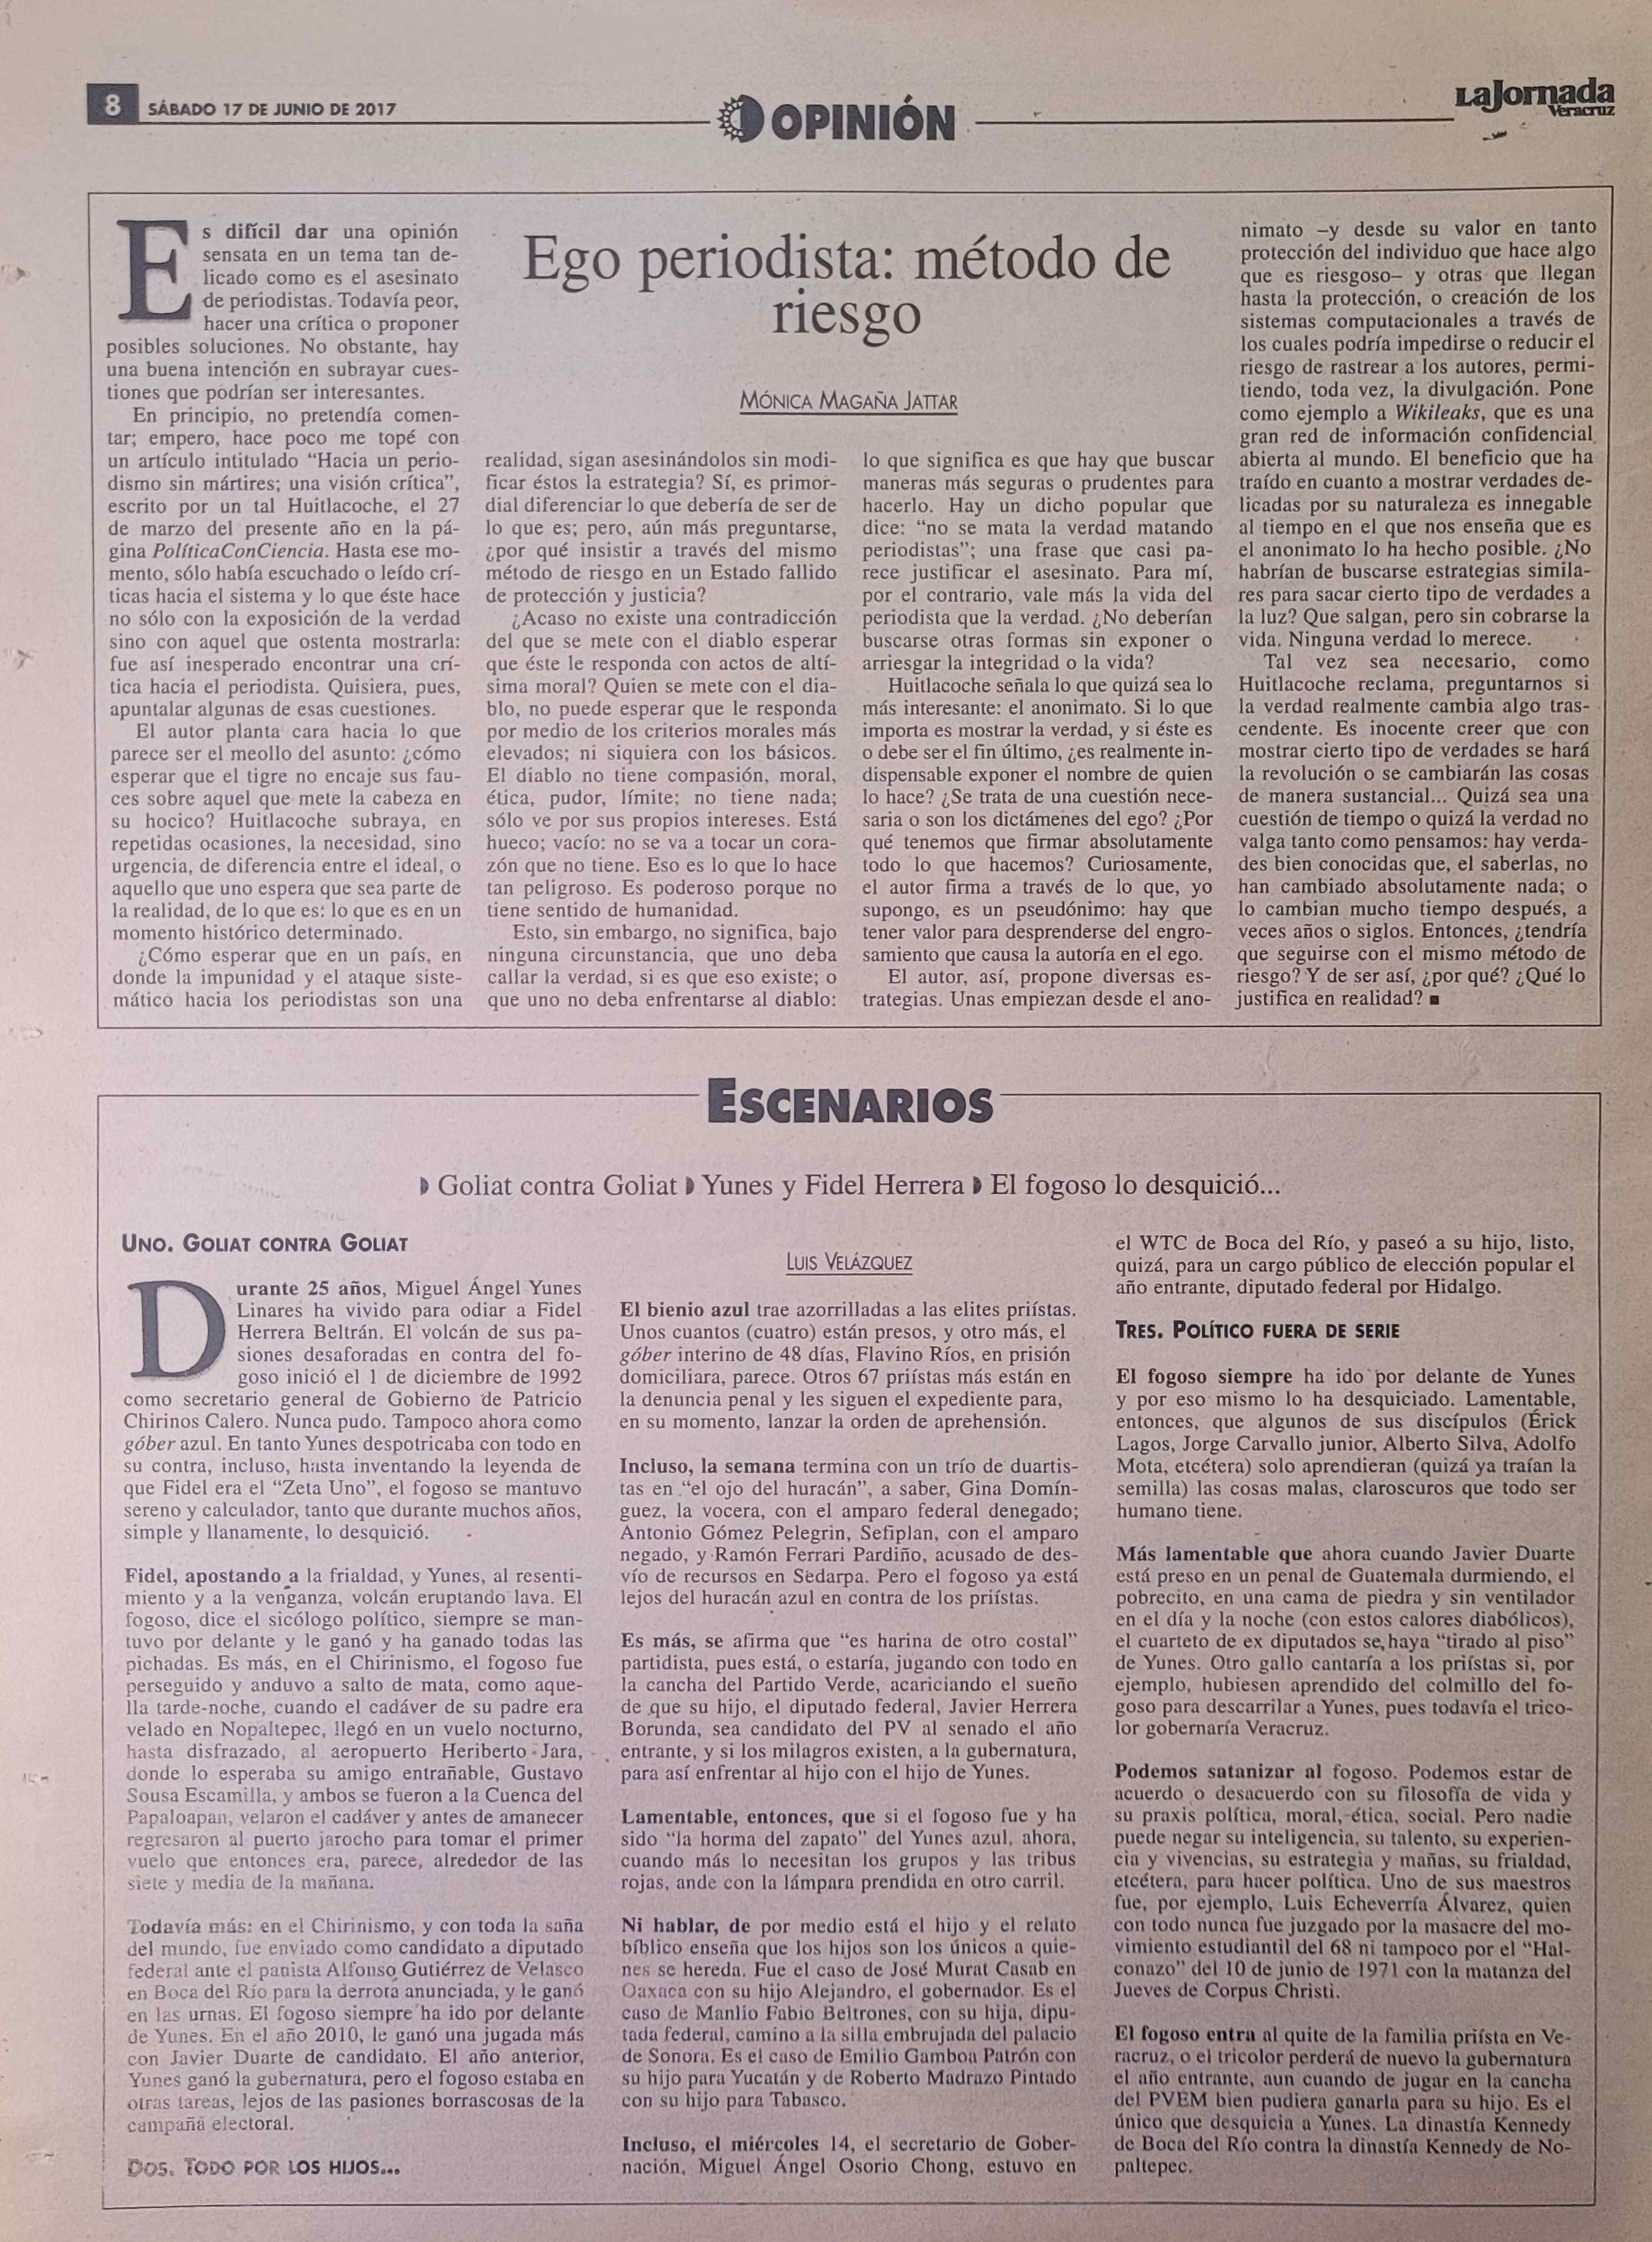 8 SÁBADO 17 DE JUNIO DE 2017
OPINIÓN
LaJornada
Veracruz
Ego periodista: método de
riesgo
MÓNICA MAGAÑA JATTAR
Es difícil dar una opinión
sensata en un tema tan de-
licado como es el asesinato
de periodistas. Todavía peor,
hacer una crítica o proponer
posibles soluciones. No obstante, hay
una buena intención en subrayar cues-
tiones que podrían ser interesantes.
En principio, no pretendía comen-
tar; empero, hace poco me topé con
un artículo intitulado “Hacia un perio-
dismo sin mártires; una visión crítica”,
escrito por un tal Huitlacoche, el 27
de marzo del presente año en la pá-
gina PolíticaConCiencia. Hasta ese mo-
mento, sólo había escuchado o leído crí-
ticas hacia el sistema y lo que éste hace
no sólo con la exposición de la verdad
sino con aquel que ostenta mostrarla:
fue así inesperado encontrar una crí-
tica hacia el periodista. Quisiera, pues,
apuntalar algunas de esas cuestiones.
El autor planta cara hacia lo que
parece ser el meollo del asunto: ¿cómo
esperar que el tigre no encaje sus fau-
ces sobre aquel que mete la cabeza en
su hocico? Huitlacoche subraya, en
repetidas ocasiones, la necesidad, sino
urgencia, de diferencia entre el ideal, o
aquello que uno espera que sea parte de
la realidad, de lo que es: lo que es en un
momento histórico determinado.
¿Cómo esperar que en un país, en
donde la impunidad y el ataque siste-
mático hacia los periodistas son una
realidad, sigan asesinándolos sin modi-
ficar éstos la estrategia? Sí, es primor-
dial diferenciar lo que debería de ser de
lo que es; pero, aún más preguntarse,
¿por qué insistir a través del mismo
método de riesgo en un Estado fallido
de protección y justicia?
¿Acaso no existe una contradicción
del que se mete con el diablo esperar
que éste le responda con actos de altí-
sima moral? Quien se mete con el dia-
blo, no puede esperar que le responda
por medio de los criterios morales más
elevados; ni siquiera con los básicos.
El diablo no tiene compasión, moral,
ética, pudor, límite; no tiene nada;
sólo ve por sus propios intereses. Está
hueco; vacío: no se va a tocar un cora-
zón que no tiene. Eso es lo que lo hace
tan peligroso. Es poderoso porque no
tiene sentido de humanidad.
Esto, sin embargo, no significa, bajo
ninguna circunstancia, que uno deba
callar la verdad, si es que eso existe; o
que uno no deba enfrentarse al diablo:
lo que significa es que hay que buscar
maneras más seguras o prudentes para
hacerlo. Hay un dicho popular que
dice: “no se mata la verdad matando
periodistas”; una frase que casi pa-
rece justificar el asesinato. Para mí,
por el contrario, vale más la vida del
periodista que la verdad. ¿No deberían
buscarse otras formas sin exponer o
arriesgar la integridad o la vida?
Huitlacoche señala lo que quizá sea lo
más interesante: el anonimato. Si lo que
importa es mostrar la verdad, y si éste es
o debe ser el fin último, ¿es realmente in-
dispensable exponer el nombre de quien
lo hace? ¿Se trata de una cuestión nece-
saria o son los dictámenes del ego? ¿Por
qué tenemos que firmar absolutamente
todo lo que hacemos? Curiosamente,
el autor firma a través de lo que, yo
supongo, es un pseudónimo: hay que
tener valor para desprenderse del engro-
samiento que causa la autoría en el ego.
El autor, así, propone diversas es-
trategias. Unas empiezan desde el ano-
nimato –y desde su valor en tanto
protección del individuo que hace algo
que es riesgoso– y otras que llegan
hasta la protección, o creación de los
sistemas computacionales a través de
los cuales podría impedirse o reducir el
riesgo de rastrear a los autores, permi-
tiendo, toda vez, la divulgación. Pone
como ejemplo a Wikileaks, que es una
gran red de información confidencial
abierta al mundo. El beneficio que ha
traído en cuanto a mostrar verdades de-
licadas por su naturaleza es innegable
al tiempo en el que nos enseña que es
el anonimato lo ha hecho posible. ¿No
habrían de buscarse estrategias simila-
res para sacar cierto tipo de verdades a
la luz? Que salgan, pero sin cobrarse la
vida. Ninguna verdad lo merece.
Tal vez sea necesario, como
Huitlacoche reclama, preguntarnos si
la verdad realmente cambia algo tras-
cendente. Es inocente creer que con
mostrar cierto tipo de verdades se hará
la revolución o se cambiarán las cosas
de manera sustancial... Quizá sea una
cuestión de tiempo o quizá la verdad no
valga tanto como pensamos: hay verda-
des bien conocidas que, el saberlas, no
han cambiado absolutamente nada; o
lo cambian mucho tiempo después, a
veces años o siglos. Entonces, ¿tendría
que seguirse con el mismo método de
riesgo? Y de ser así, ¿por qué? ¿Qué lo
justifica en realidad? ■
ESCENARIOS
◗ Goliat contra Goliat ◗ Yunes y Fidel Herrera ◗ El fogoso lo desquició...
LUIS VELÁZQUEZ
UNO. GOLIAT CONTRA GOLIAT
Durante 25 años, Miguel Ángel Yunes
Linares ha vivido para odiar a Fidel
Herrera Beltrán. El volcán de sus pa-
siones desaforadas en contra del fo-
goso inició el 1 de diciembre de 1992
como secretario general de Gobierno de Patricio
Chirinos Calero. Nunca pudo. Tampoco ahora como
góber azul. En tanto Yunes despotricaba con todo en
su contra, incluso, hasta inventando la leyenda de
que Fidel era el “Zeta Uno”, el fogoso se mantuvo
sereno y calculador, tanto que durante muchos años,
simple y llanamente, lo desquició.
Fidel, apostando a la frialdad, y Yunes, al resenti-
miento y a la venganza, volcán eruptando lava. El
fogoso, dice el sicólogo político, siempre se man-
tuvo por delante y le ganó y ha ganado todas las
pichadas. Es más, en el Chirinismo, el fogoso fue
perseguido y anduvo a salto de mata, como aque-
lla tarde-noche, cuando el cadáver de su padre era
velado en Nopaltepec, llegó en un vuelo nocturno,
hasta disfrazado, al aeropuerto Heriberto Jara,
donde lo esperaba su amigo entrañable, Gustavo
Sousa Escamilla, y ambos se fueron a la Cuenca del
Papaloapan, velaron el cadáver y antes de amanecer
regresaron al puerto jarocho para tomar el primer
vuelo que entonces era, parece, alrededor de las
siete y media de la mañana.
Todavía más: en el Chirinismo, y con toda la saña
del mundo, fue enviado como candidato a diputado
federal ante el panista Alfonso Gutiérrez de Velasco
en Boca del Río para la derrota anunciada, y le ganó
en las urnas. El fogoso siempre ha ido por delante
de Yunes. En el año 2010, le ganó una jugada más
con Javier Duarte de candidato. El año anterior,
Yunes ganó la gubernatura, pero el fogoso estaba en
otras tareas, lejos de las pasiones borrascosas de la
campaña electoral.
DOS. TODO POR LOS HIJOS...
El bienio azul trae azorrilladas a las elites priístas.
Unos cuantos (cuatro) están presos, y otro más, el
góber interino de 48 días, Flavino Ríos, en prisión
domiciliara, parece. Otros 67 priístas más están en
la denuncia penal y les siguen el expediente para,
en su momento, lanzar la orden de aprehensión.
Incluso, la semana termina con un trío de duartis-
tas en “el ojo del huracán”, a saber, Gina Domín-
guez, la vocera, con el amparo federal denegado;
Antonio Gómez Pelegrin, Sefiplan, con el amparo
negado, y Ramón Ferrari Pardiño, acusado de des-
vío de recursos en Sedarpa. Pero el fogoso ya está
lejos del huracán azul en contra de los priístas.
Es más, se afirma que “es harina de otro costal”
partidista, pues está, o estaría, jugando con todo en
la cancha del Partido Verde, acariciando el sueño
de que su hijo, el diputado federal, Javier Herrera
Borunda, sea candidato del PV al senado el año
entrante, y si los milagros existen, a la gubernatura,
para así enfrentar al hijo con el hijo de Yunes.
Lamentable, entonces, que si el fogoso fue y ha
sido “la horma del zapato” del Yunes azul, ahora,
cuando más lo necesitan los grupos y las tribus
rojas, ande con la lámpara prendida en otro carril.
Ni hablar, de por medio está el hijo y el relato
bíblico enseña que los hijos son los únicos a quie-
nes se hereda. Fue el caso de José Murat Casab en
Oaxaca con su hijo Alejandro, el gobernador. Es el
caso de Manlio Fabio Beltrones, con su hija, dipu-
tada federal, camino a la silla embrujada del palacio
de Sonora. Es el caso de Emilio Gamboa Patrón con
su hijo para Yucatán y de Roberto Madrazo Pintado
con su hijo para Tabasco.
Incluso, el miércoles 14, el secretario de Gober-
nación, Miguel Ángel Osorio Chong, estuvo en
el WTC de Boca del Río, y paseó a su hijo, listo,
quizá, para un cargo público de elección popular el
año entrante, diputado federal por Hidalgo.
TRES. POLÍTICO FUERA DE SERIE
El fogoso siempre ha ido por delante de Yunes
y por eso mismo lo ha desquiciado. Lamentable,
entonces, que algunos de sus discípulos (Érick
Lagos, Jorge Carvallo junior, Alberto Silva, Adolfo
Mota, etcétera) solo aprendieran (quizá ya traían la
semilla) las cosas malas, claroscuros que todo ser
humano tiene.
Más lamentable que ahora cuando Javier Duarte
está preso en un penal de Guatemala durmiendo, el
pobrecito, en una cama de piedra y sin ventilador
en el día y la noche (con estos calores diabólicos),
el cuarteto de ex diputados se haya “tirado al piso”
de Yunes. Otro gallo cantaría a los priístas si, por
ejemplo, hubiesen aprendido del colmillo del fo-
goso para descarrilar a Yunes, pues todavía el trico-
lor gobernaría Veracruz.
Podemos satanizar al fogoso. Podemos estar de
acuerdo o desacuerdo con su filosofía de vida y
su praxis política, moral, ética, social. Pero nadie
puede negar su inteligencia, su talento, su experien-
cia y vivencias, su estrategia y mañas, su frialdad,
etcétera, para hacer política. Uno de sus maestros
fue, por ejemplo, Luis Echeverría Álvarez, quien
con todo nunca fue juzgado por la masacre del mo-
vimiento estudiantil del 68 ni tampoco por el “Hal-
conazo” del 10 de junio de 1971 con la matanza del
Jueves de Corpus Christi.
El fogoso entra al quite de la familia priísta en Ve-
racruz, o el tricolor perderá de nuevo la gubernatura
el año entrante, aun cuando de jugar en la cancha
del PVEM bien pudiera ganarla para su hijo. Es el
único que desquicia a Yunes. La dinastía Kennedy
de Boca del Río contra la dinastía Kennedy de No-
paltepec.